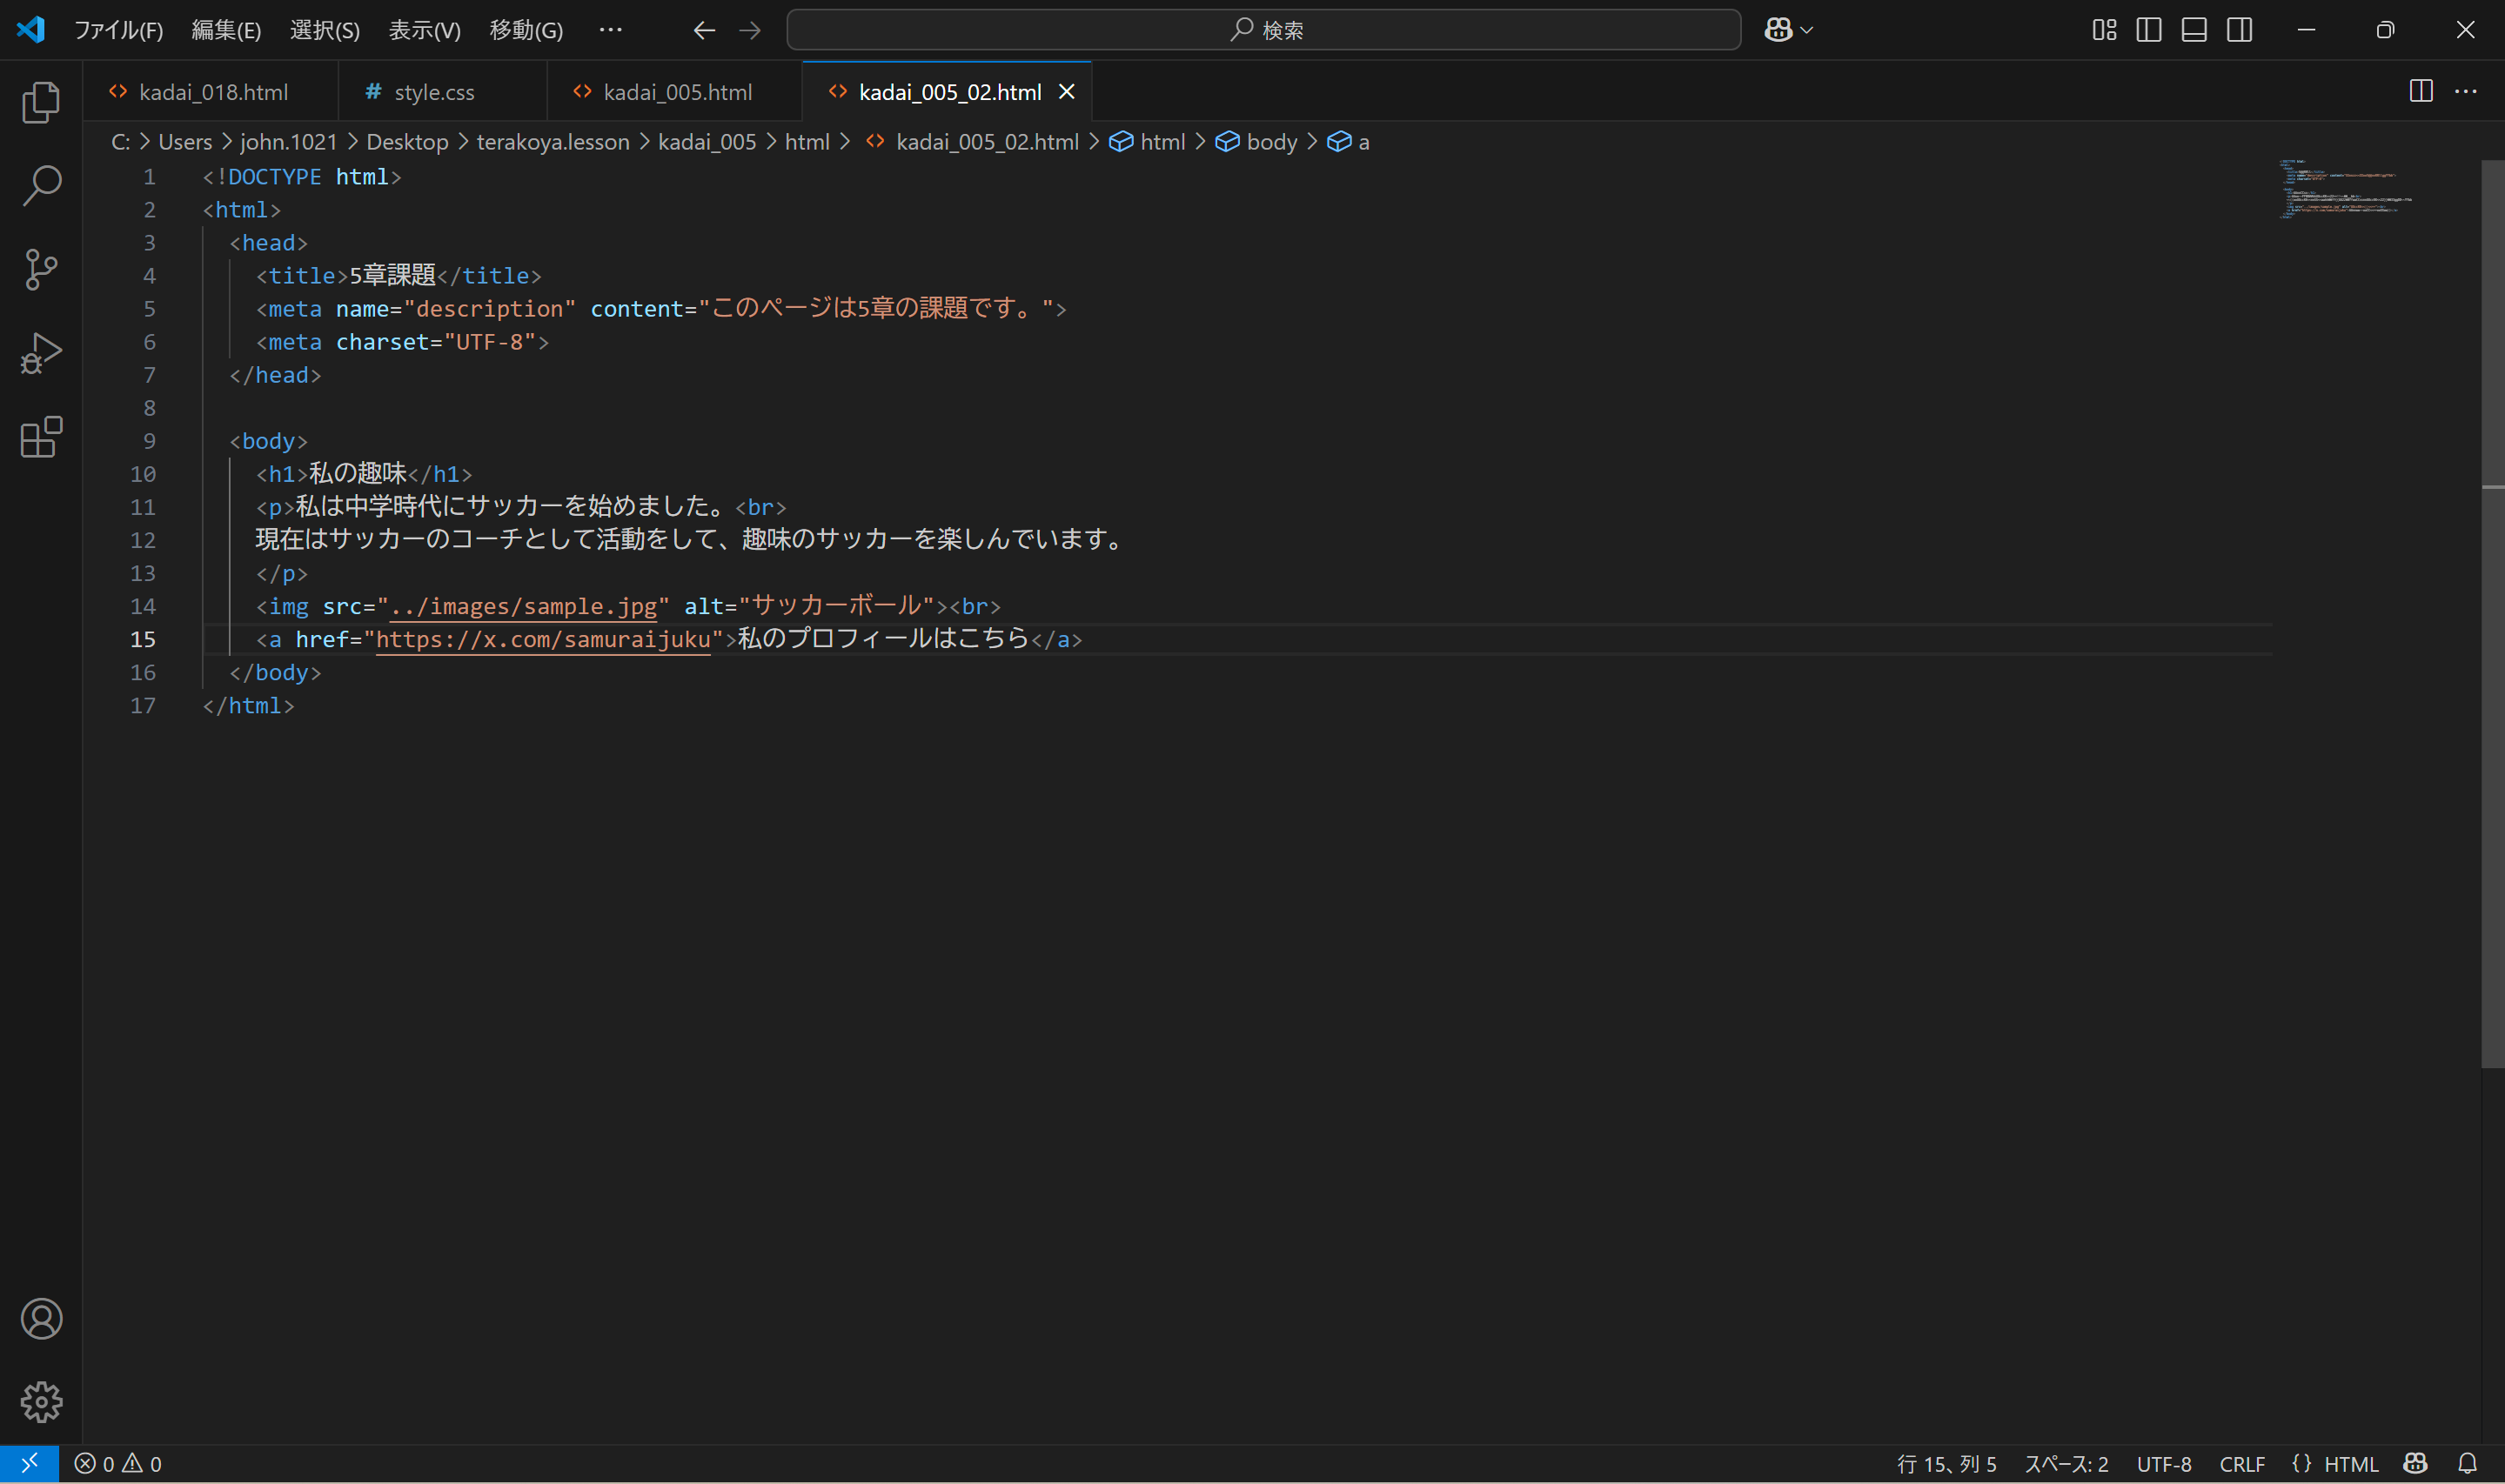 ファイル(F) 編集(E) 選択(S) 表示(V) 移動(G) ··· 検索
kadai_018.html # style.css kadai_005.html kadai_005_02.html
C: > Users > john.1021 > Desktop > terakoya.lesson > kadai_005 > html > kadai_005_02.html > html > body > a
1 <!DOCTYPE html>
2 <html>
3 <head>
4 <title>5章課題</title>
5 <meta name="description" content="このページは5章の課題です。">
6 <meta charset="UTF-8">
7 </head>
8
9 <body>
10 <h1>私の趣味</h1>
11 <p>私は中学時代にサッカーを始めました。<br>
12 現在はサッカーのコーチとして活動をして、趣味のサッカーを楽しんでいます。
13 </p>
14 <img src="../images/sample.jpg" alt="サッカーボール"><br>
15 <a href="https://x.com/samuraijuku">私のプロフィールはこちら</a>
16 </body>
17 </html>
0 0 行 15、列 5 スペース: 2 UTF-8 CRLF {} HTML